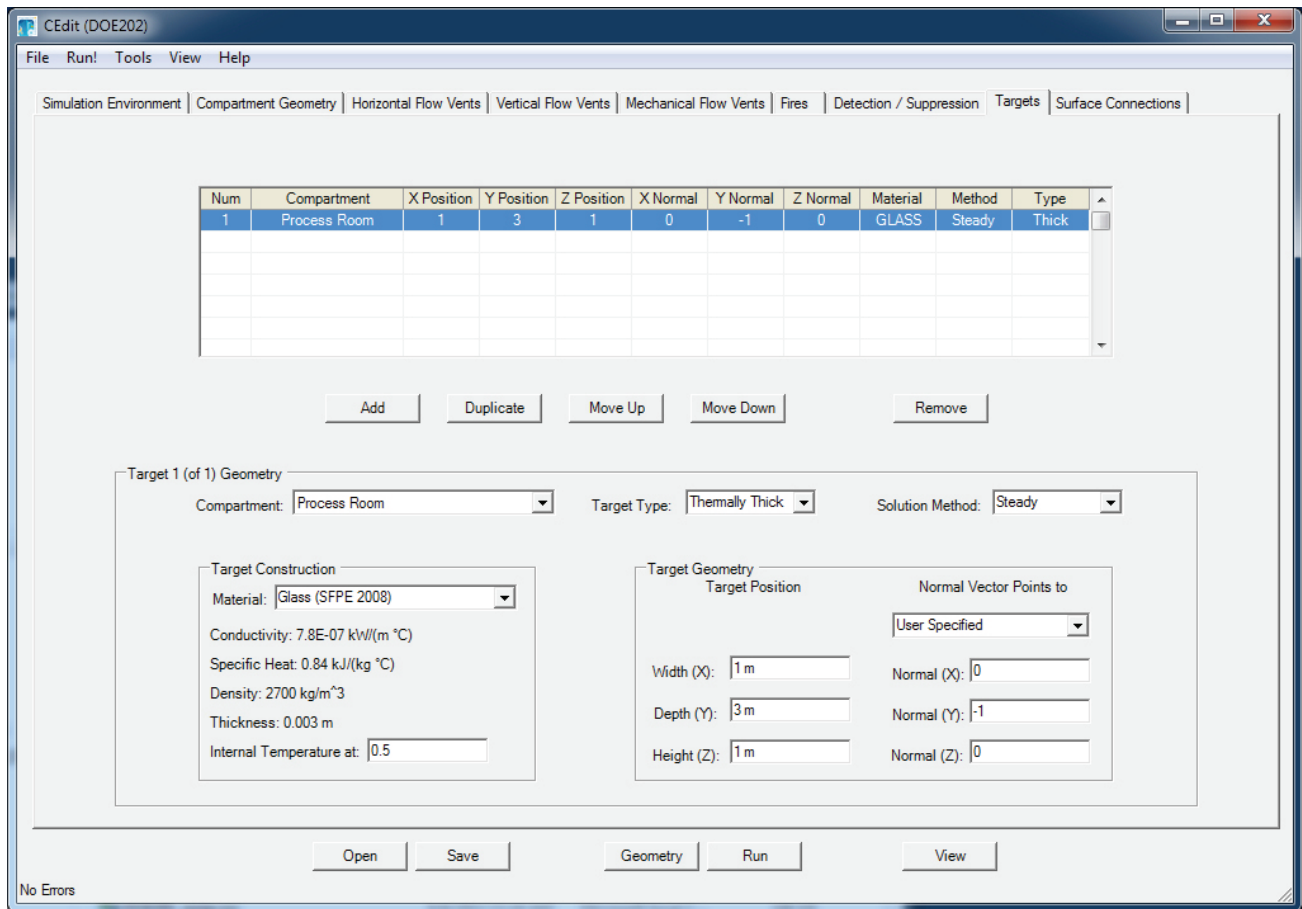 CEdit (DOE202)
File Run! Tools View Help
Simulation Environment Compartment Geometry Horizontal Flow Vents Vertical Flow Vents Mechanical Flow Vents Fires Detection / Suppression Targets Surface Connections
Num Compartment X Position Y Position Z Position X Normal Y Normal Z Normal Material Method Type
1 Process Room 1 3 1 0 -1 0 GLASS Steady Thick
Add Duplicate Move Up Move Down Remove
Target 1 (of 1) Geometry
Compartment: Process Room Target Type: Thermally Thick Solution Method: Steady
Target Construction
Material: Glass (SFPE 2008)
Conductivity: 7.8E-07 kW/(m °C)
Specific Heat: 0.84 kJ/(kg °C)
Density: 2700 kg/m^3
Thickness: 0.003 m
Internal Temperature at: 0.5
Target Geometry
Target Position Normal Vector Points to
User Specified
Width (X): 1 m Normal (X): 0
Depth (Y): 3 m Normal (Y): -1
Height (Z): 1 m Normal (Z): 0
Open Save Geometry Run View
No Errors